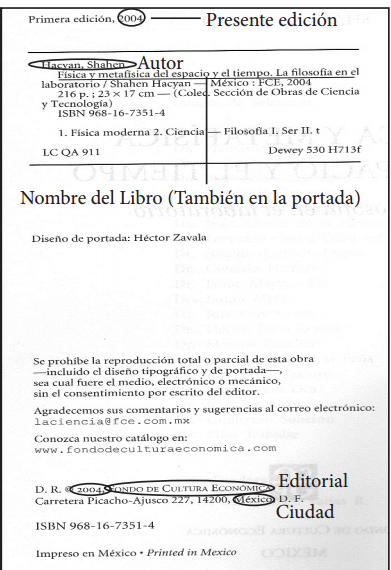 Primera edición, 2004 Presente edición
Hacyan, Shahen Autor
Física y metafísica del espacio y el tiempo. La filosofía en el
laboratorio / Shahen Hacyan — México : FCE, 2004
216 p. ; 23 × 17 cm — (Colec. Sección de Obras de Ciencia
y Tecnología)
ISBN 968-16-7351-4
1. Física moderna 2. Ciencia — Filosofía I. Ser II. t
LC QA 911 Dewey 530 H713f
Nombre del Libro (También en la portada)
Diseño de portada: Héctor Zavala
Se prohíbe la reproducción total o parcial de esta obra
—incluido el diseño tipográfico y de portada—,
sea cual fuere el medio, electrónico o mecánico,
sin el consentimiento por escrito del editor.
Agradecemos sus comentarios y sugerencias al correo electrónico:
laciencia@fce.com.mx
Conozca nuestro catálogo en:
www.fondodeculturaeconomica.com
D. R. © 2004, FONDO DE CULTURA ECONÓMICA Editorial
Carretera Picacho-Ajusco 227, 14200, México, D. F.
Ciudad
ISBN 968-16-7351-4
Impreso en México • Printed in Mexico